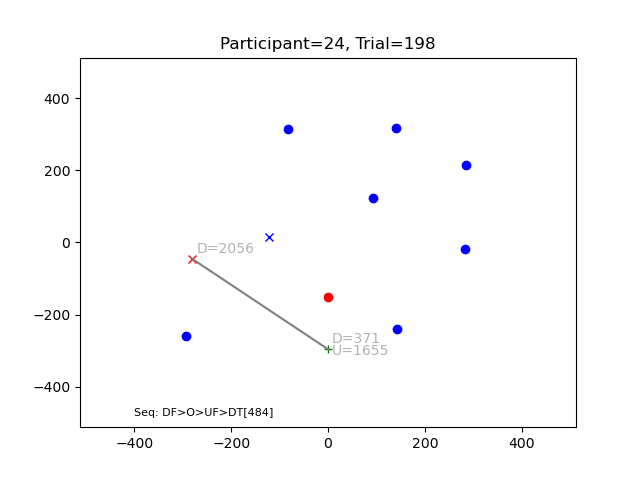 Participant=24, Trial=198
400
200
0
−200
−400
D=2056
D=371
U=1655
Seq: DF>O>UF>DT[484]
−400 −200 0 200 400